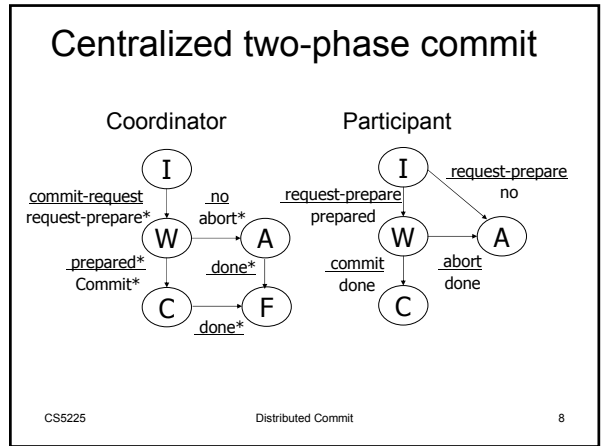 Centralized two-phase commit
Coordinator
Participant
I
commit-request
request-prepare*
no
abort*
W
A
prepared*
Commit*
done*
C
F
done*
I
request-prepare
no
request-prepare
prepared
W
A
commit
done
abort
done
C
CS5225
Distributed Commit
8